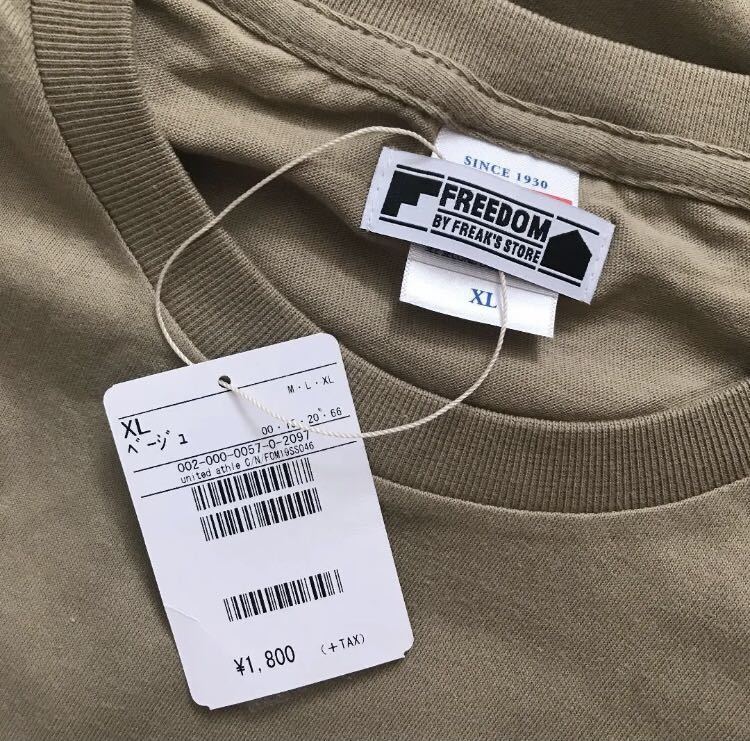 SINCE 1930
FREEDOM
BY FREAK'S STORE
XL
M・L・XL
XL
ベージュ
00・15・20・66
002-000-0057-0-2097
united athle C/N/FOM19SS046
¥1,800 (+TAX)